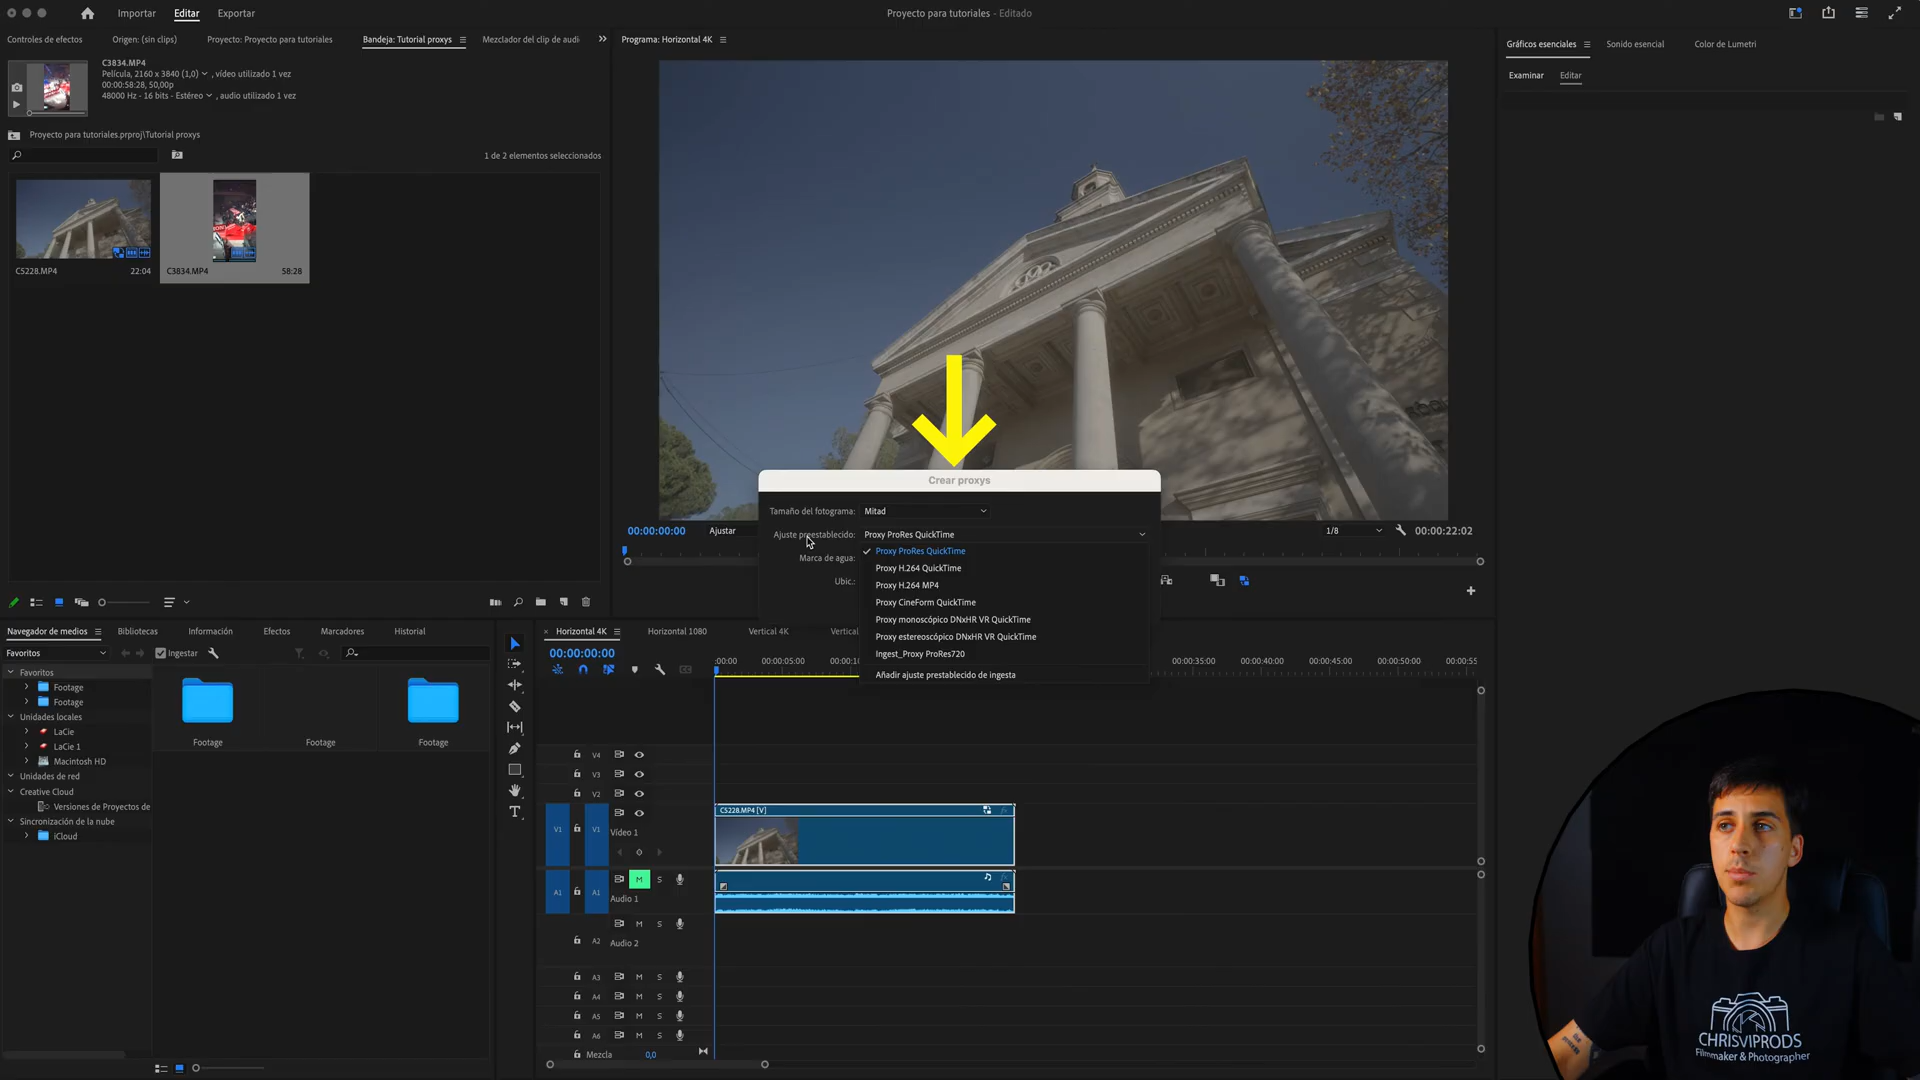 Importar Editar Exportar
Proyecto para tutoriales - Editado
Controles de efectos Origen: (sin clips) Proyecto: Proyecto para tutoriales Bandeja: Tutorial proxys Mezclador del clip de audio
Programa: Horizontal 4K
Gráficos esenciales Sonido esencial Color de Lumetri
C3834.MP4
Película, 2160 x 3840 (1,0) , vídeo utilizado 1 vez
00:00:58:28, 50,00p
48000 Hz - 16 bits - Estéreo , audio utilizado 1 vez
Examinar Editar
Proyecto para tutoriales.prproj\Tutorial proxys
1 de 2 elementos seleccionados
C5228.MP4 22:04
C3834.MP4 58:28
Crear proxys
Tamaño del fotograma: Mitad
00:00:00:00 Ajustar
1/8 00:00:22:02
Ajuste preestablecido: Proxy ProRes QuickTime
Proxy ProRes QuickTime
Marca de agua:
Proxy H.264 QuickTime
Ubic.:
Proxy H.264 MP4
Proxy CineForm QuickTime
Proxy monoscópico DNxHR VR QuickTime
Proxy estereoscópico DNxHR VR QuickTime
Ingest_Proxy ProRes720
Añadir ajuste prestablecido de ingesta
Navegador de medios Bibliotecas Información Efectos Marcadores Historial
Favoritos Ingestar
Favoritos
Footage
Footage
Unidades locales
LaCie
LaCie 1
Macintosh HD
Unidades de red
Creative Cloud
Versiones de Proyectos de
Sincronización de la nube
iCloud
Footage Footage Footage
Horizontal 4K Horizontal 1080 Vertical 4K Vertical
00:00:00:00
:00:00 00:00:05:00 00:00:10 00:00:35:00 00:00:40:00 00:00:45:00 00:00:50:00 00:00:55
V4
V3
V2
V1 V1 Vídeo 1
C5228.MP4 [V]
fx
A1 A1 M S Audio 1
fx
A2 M S Audio 2
A3 M S
A4 M S
A5 M S
A6 M S
Mezcla 0,0
CHRISVIPRODS
Filmmaker & Photographer